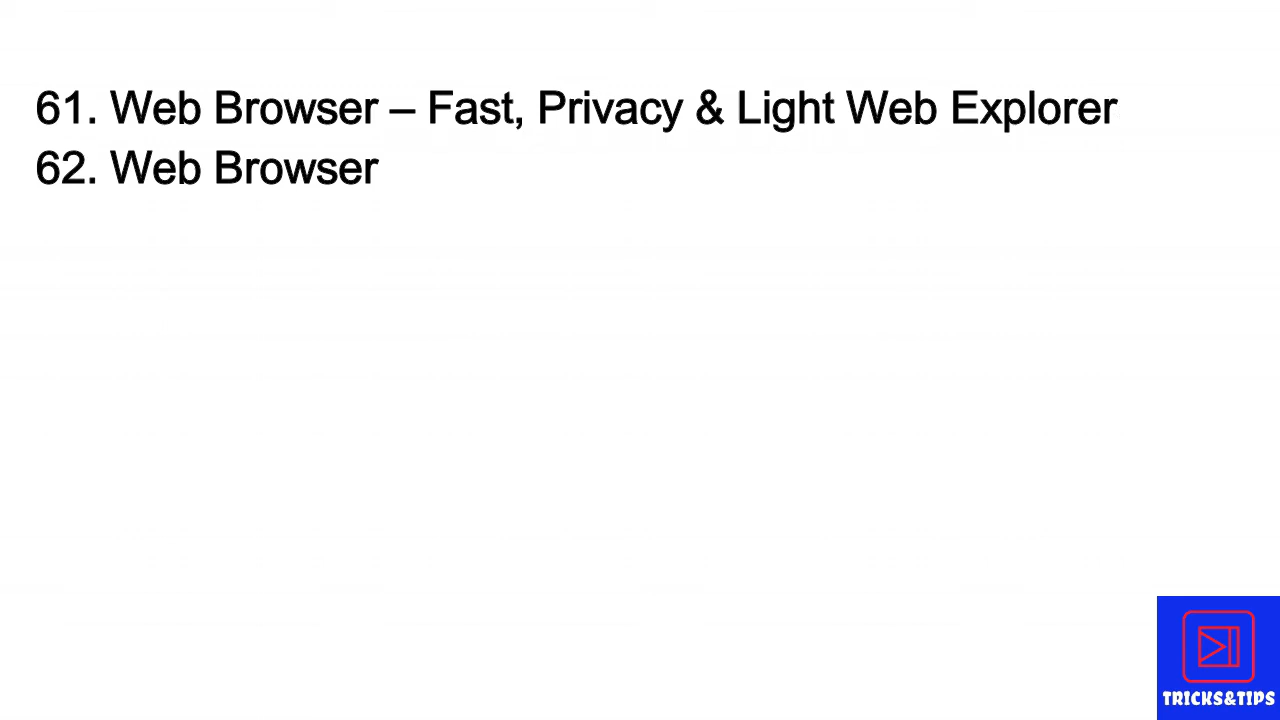 61. Web Browser – Fast, Privacy & Light Web Explorer
62. Web Browser
TRICKS&TIPS